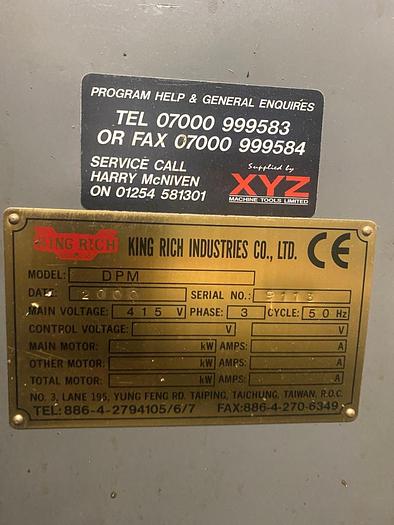 PROGRAM HELP & GENERAL ENQUIRES
TEL 07000 999583
OR FAX 07000 999584
SERVICE CALL
HARRY McNIVEN
ON 01254 581301
Supplied by
XYZ
MACHINE TOOLS LIMITED
KING RICH KING RICH INDUSTRIES CO., LTD. CE
MODEL: DPM
DATE: 2000 SERIAL NO.: 9113
MAIN VOLTAGE: 415 V PHASE: 3 CYCLE: 50 Hz
CONTROL VOLTAGE: V V
MAIN MOTOR: kW AMPS: A
OTHER MOTOR: kW AMPS: A
TOTAL MOTOR: kW AMPS: A
NO. 3, LANE 195, YUNG FENG RD. TAIPING, TAICHUNG, TAIWAN, R.O.C.
TEL:886-4-2794105/6/7 FAX:886-4-270-6349